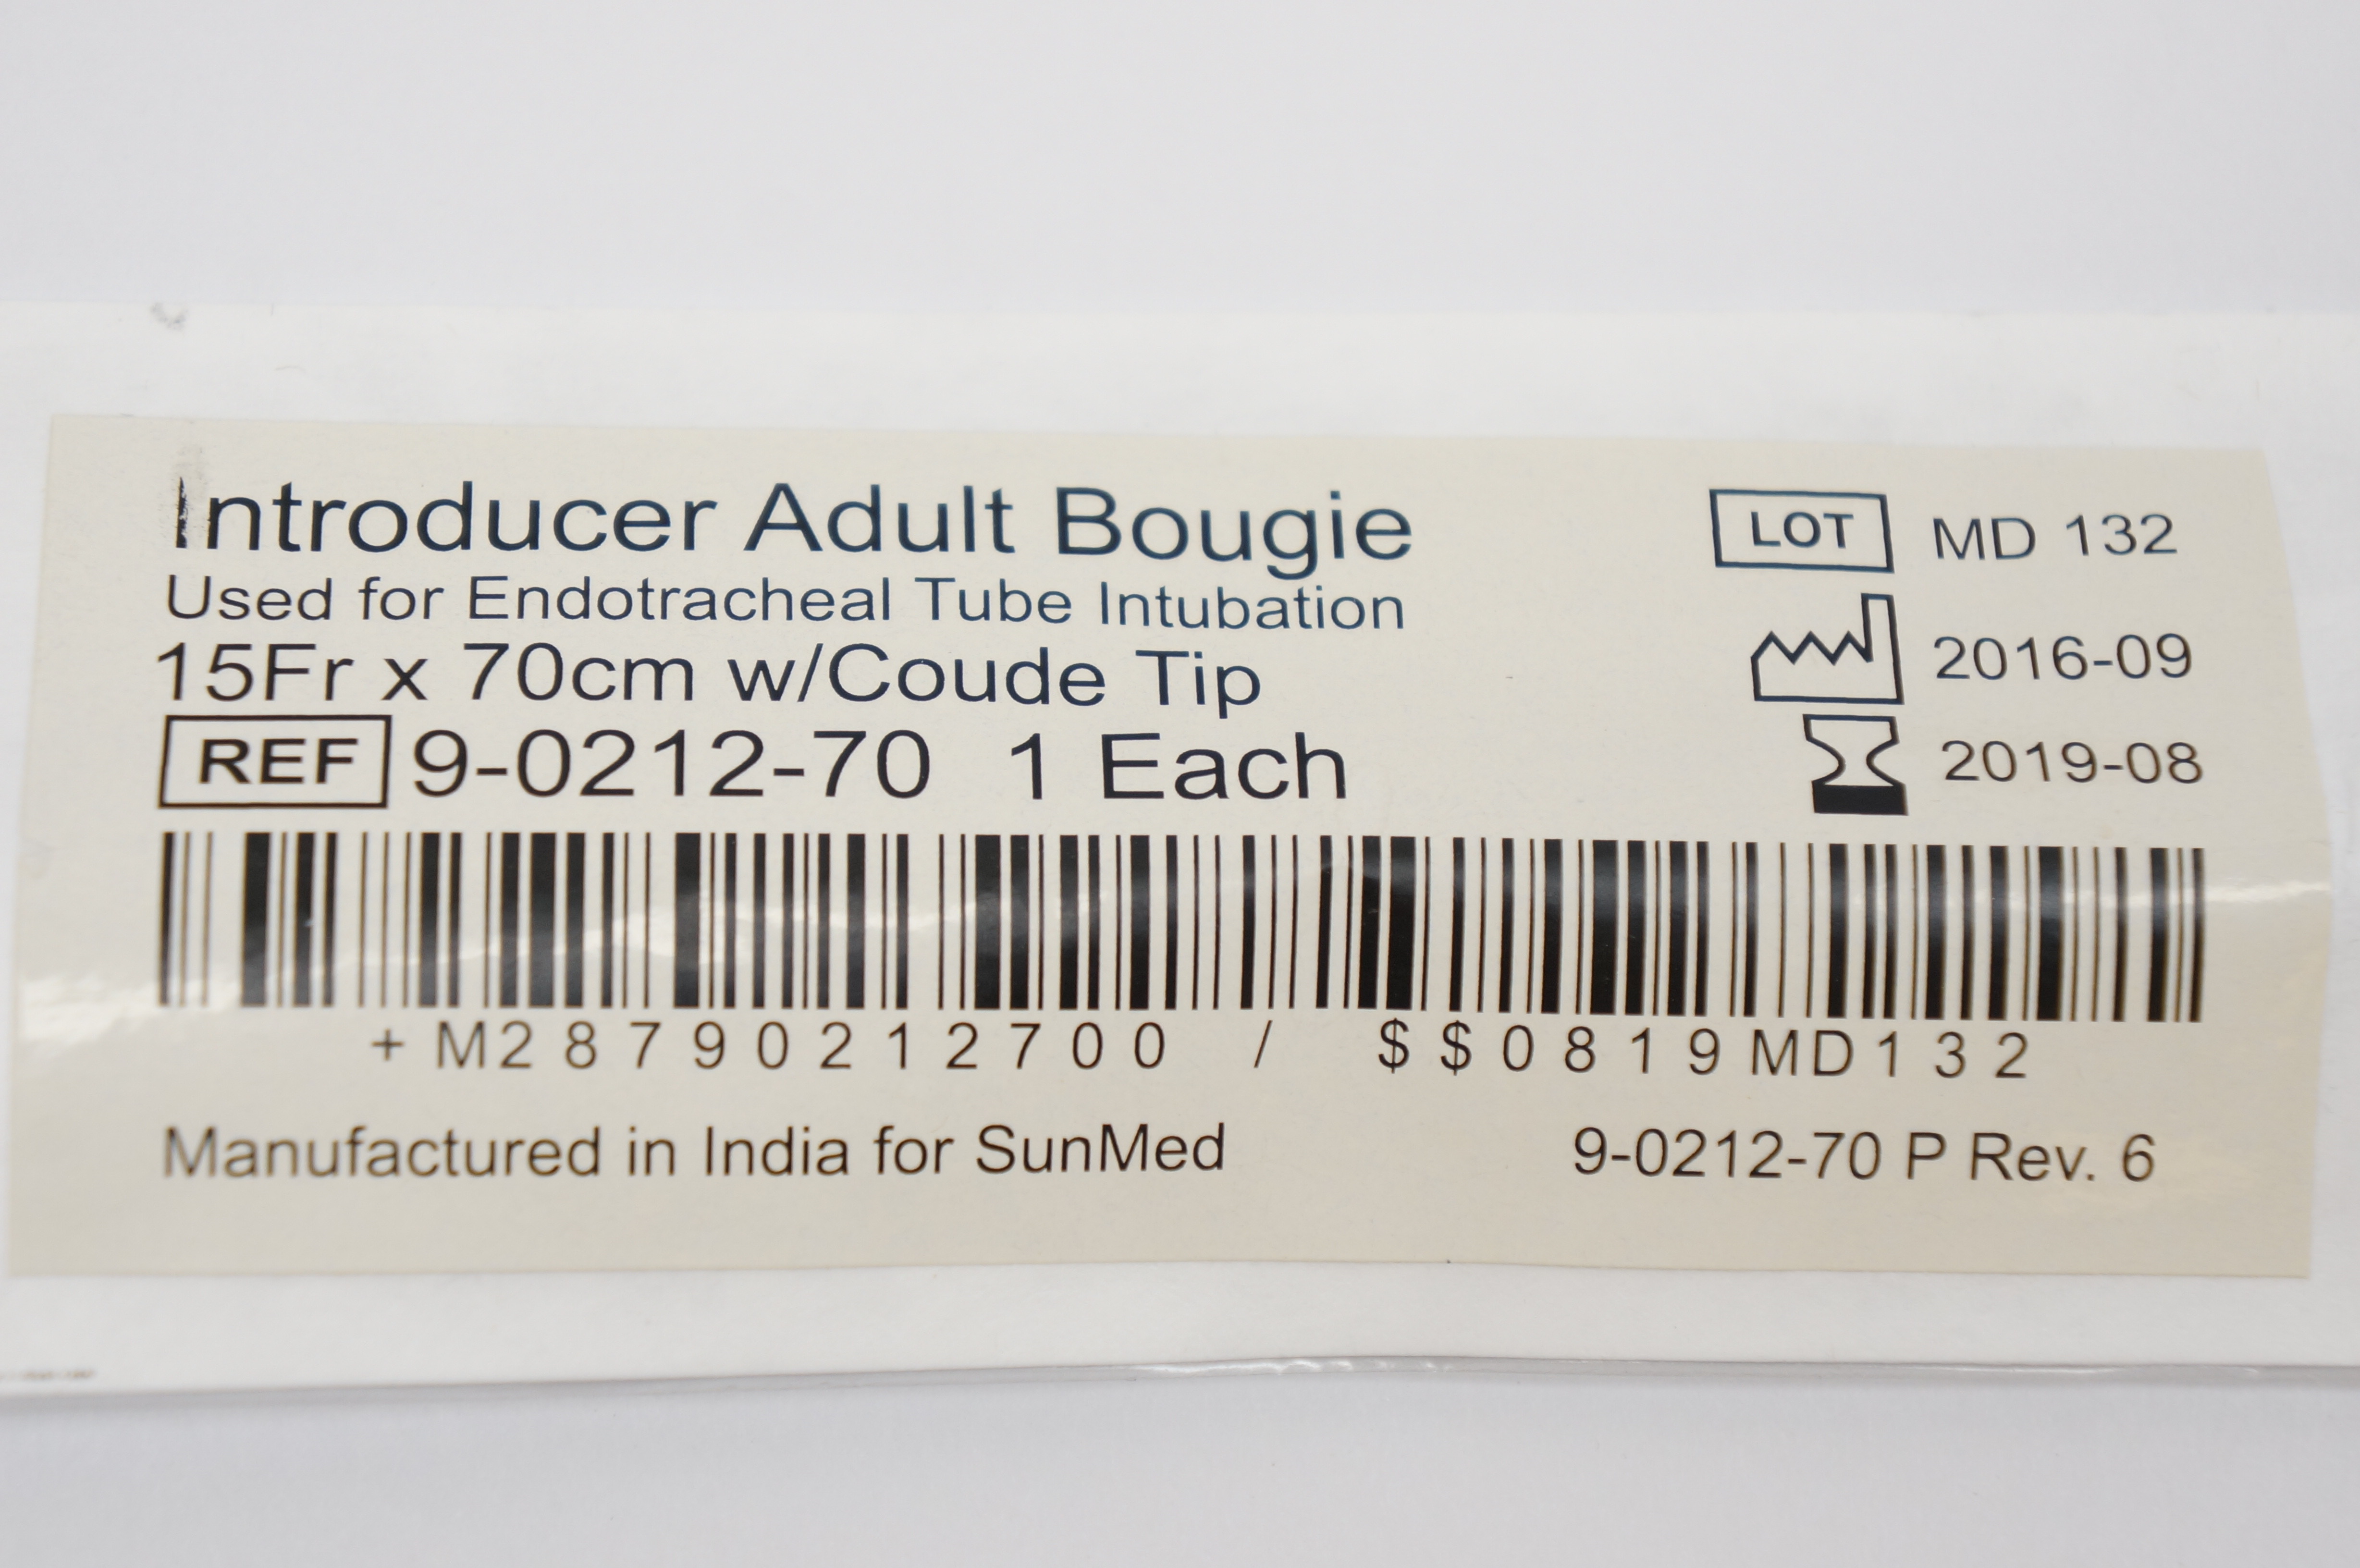 Introducer Adult Bougie
Used for Endotracheal Tube Intubation
15Fr x 70cm w/Coude Tip
REF 9-0212-70 1 Each
LOT MD 132
2016-09
2019-08
+M28790212700 / $$0819MD132
Manufactured in India for SunMed
9-0212-70 P Rev. 6